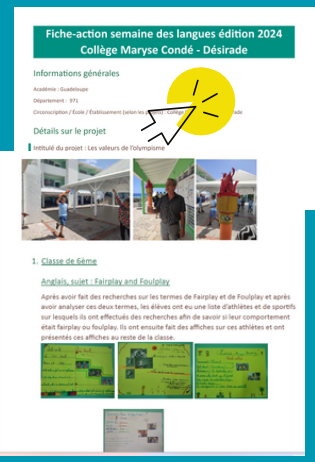 Fiche-action semaine des langues édition 2024
Collège Maryse Condé - Désirade
Informations générales
Académie : Guadeloupe
Département : 971
Circonscription / École / Établissement (selon les : Collège
Détails sur le projet
Intitulé du projet : Les valeurs de l'olympisme
1. Classe de 6ème
Anglais, sujet : Fairplay and Foulplay
Après avoir fait des recherches sur les termes de Fairplay et de Foulplay et après
avoir analyser ces deux termes, les élèves ont eu une liste d'athlètes et de sportifs
sur lesquels ils ont effectués des recherches afin de savoir si leur comportement
était fairplay ou foulplay. Ils ont ensuite fait des affiches sur ces athlètes et ont
présentés ces affiches au reste de la classe.